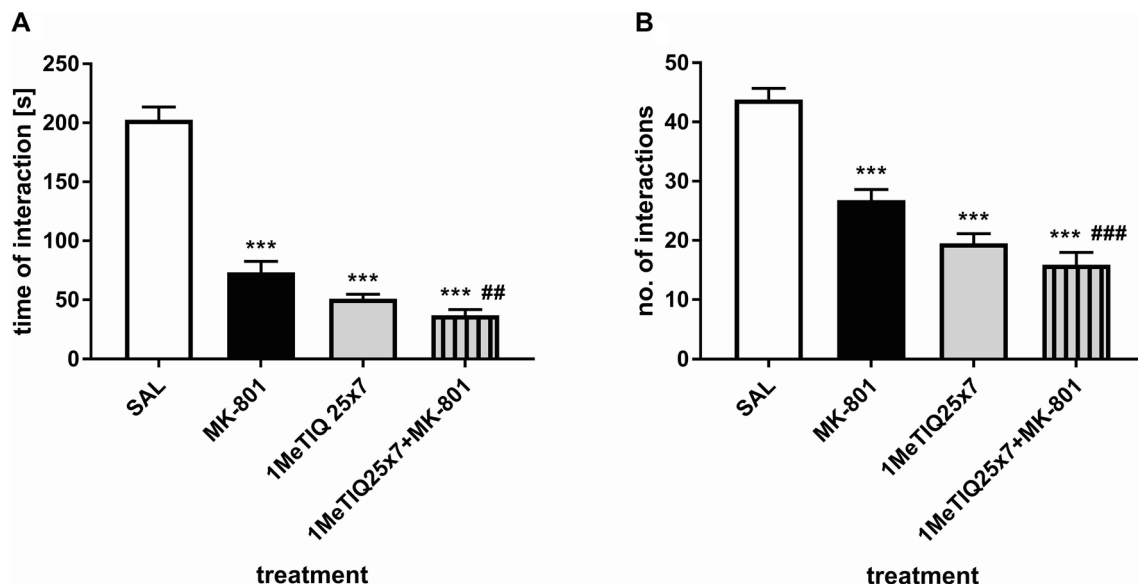 A
time of interaction [s]
250
200
150
100
50
0
***
***
*** ##
SAL
MK-801
1MeTIQ 25x7
1MeTIQ25x7+MK-801
treatment
B
no. of interactions
50
40
30
20
10
0
***
***
*** ###
SAL
MK-801
1MeTIQ25x7
1MeTIQ25x7+MK-801
treatment